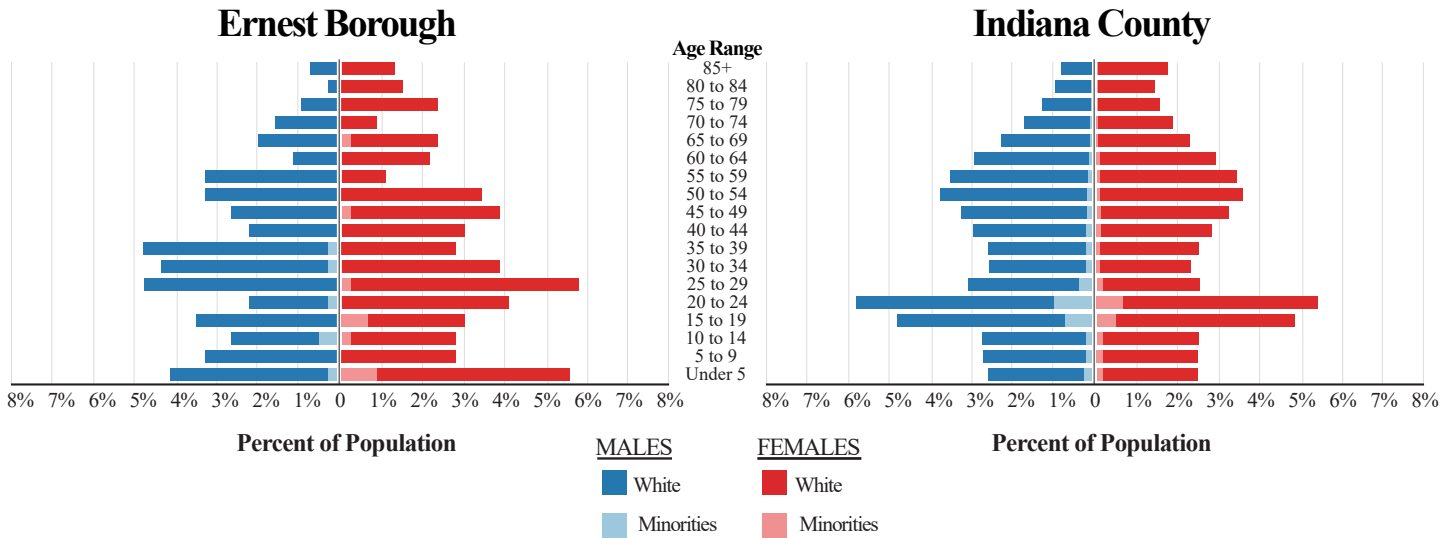 Ernest Borough
Indiana County
Age Range
85+
80 to 84
75 to 79
70 to 74
65 to 69
60 to 64
55 to 59
50 to 54
45 to 49
40 to 44
35 to 39
30 to 34
25 to 29
20 to 24
15 to 19
10 to 14
5 to 9
Under 5
8% 7% 6% 5% 4% 3% 2% 1% 0 1% 2% 3% 4% 5% 6% 7% 8%
8% 7% 6% 5% 4% 3% 2% 1% 0 1% 2% 3% 4% 5% 6% 7% 8%
Percent of Population
Percent of Population
MALES
White
Minorities
FEMALES
White
Minorities